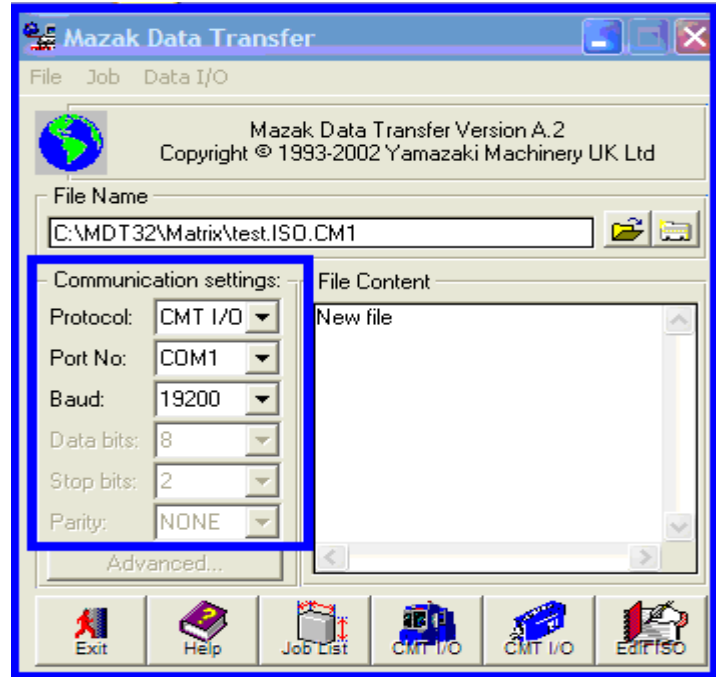 Mazak Data Transfer
File Job Data I/O
Mazak Data Transfer Version A.2
Copyright © 1993-2002 Yamazaki Machinery UK Ltd
File Name
C:\MDT32\Matrix\test.ISO.CM1
Communication settings:
File Content
Protocol: CMT I/O
New file
Port No: COM1
Baud: 19200
Data bits: 8
Stop bits: 2
Parity: NONE
Advanced...
Exit Help Job List CMT I/O CMT I/O Edit ISO